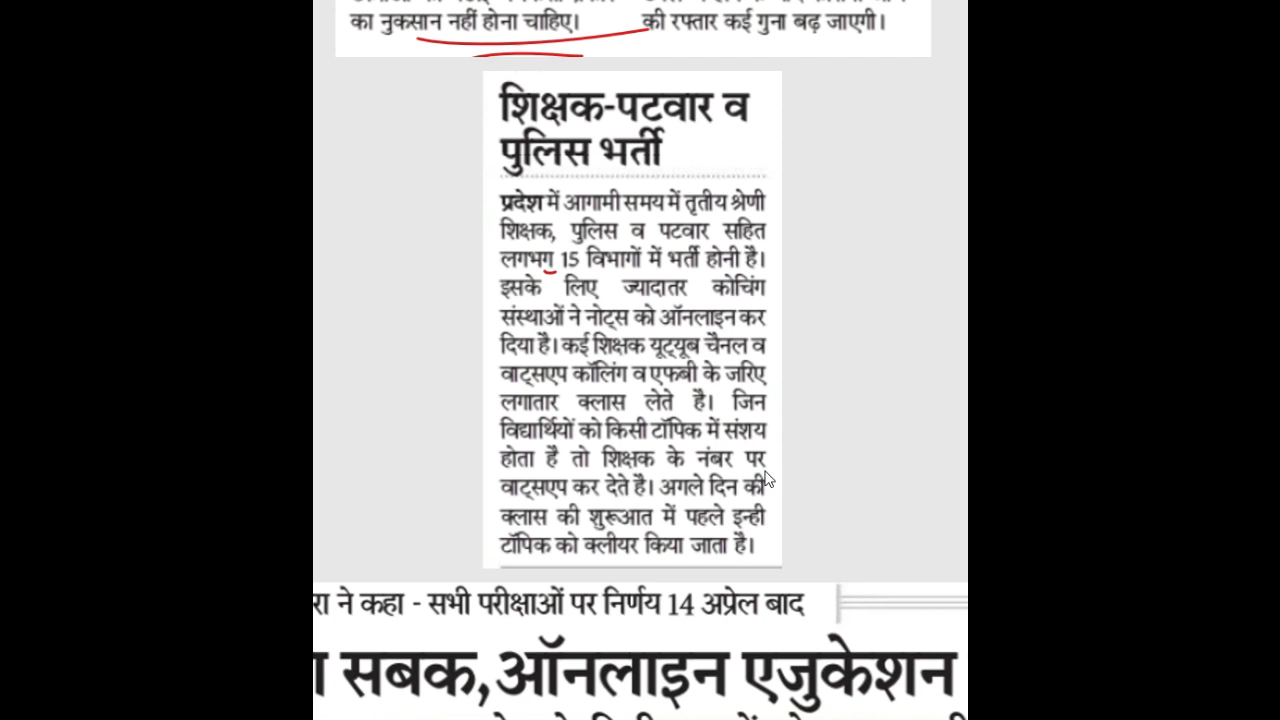 का नुकसान नहीं होना चाहिए।
की रफ्तार कई गुना बढ़ जाएगी।
शिक्षक-पटवार व
पुलिस भर्ती
प्रदेश में आगामी समय में तृतीय श्रेणी
शिक्षक, पुलिस व पटवार सहित
लगभग 15 विभागों में भर्ती होनी है।
इसके लिए ज्यादातर कोचिंग
संस्थाओं ने नोट्स को ऑनलाइन कर
दिया है। कई शिक्षक यूट्यूब चैनल व
वाट्सएप कॉलिंग व एफबी के जरिए
लगातार क्लास लेते है। जिन
विद्यार्थियों को किसी टॉपिक में संशय
होता है तो शिक्षक के नंबर पर
वाट्सएप कर देते है। अगले दिन की
क्लास की शुरूआत में पहले इन्ही
टॉपिक को क्लीयर किया जाता है।
रा ने कहा - सभी परीक्षाओं पर निर्णय 14 अप्रेल बाद
सबक, ऑनलाइन एजुकेशन